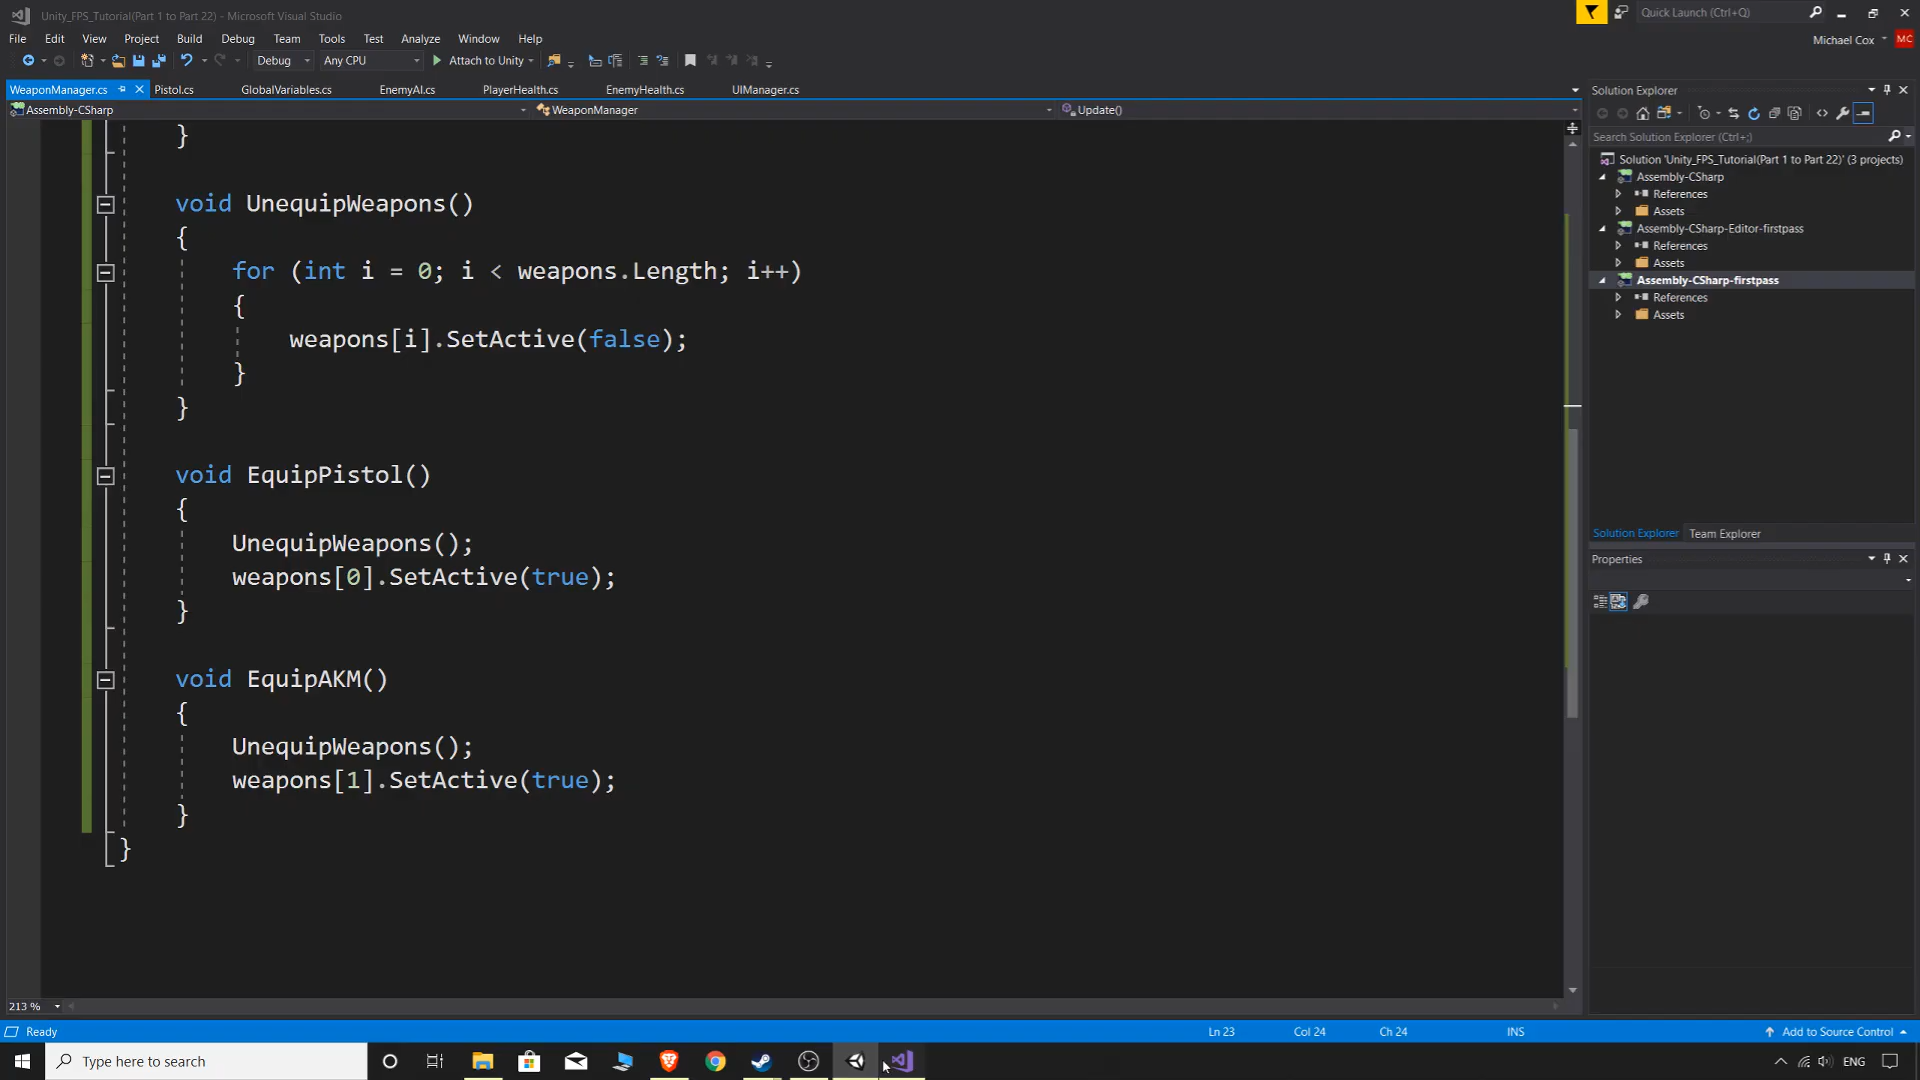 Unity_FPS_Tutorial(Part 1 to Part 22) - Microsoft Visual Studio
Quick Launch (Ctrl+Q)
File Edit View Project Build Debug Team Tools Test Analyze Window Help
Michael Cox MC
Debug Any CPU Attach to Unity
WeaponManager.cs Pistol.cs GlobalVariables.cs EnemyAI.cs PlayerHealth.cs EnemyHealth.cs UIManager.cs
Assembly-CSharp WeaponManager Update()
}
void UnequipWeapons()
{
for (int i = 0; i < weapons.Length; i++)
{
weapons[i].SetActive(false);
}
}
void EquipPistol()
{
UnequipWeapons();
weapons[0].SetActive(true);
}
void EquipAKM()
{
UnequipWeapons();
weapons[1].SetActive(true);
}
}
213 %
Solution Explorer
Search Solution Explorer (Ctrl+;)
Solution 'Unity_FPS_Tutorial(Part 1 to Part 22)' (3 projects)
Assembly-CSharp
References
Assets
Assembly-CSharp-Editor-firstpass
References
Assets
Assembly-CSharp-firstpass
References
Assets
Solution Explorer Team Explorer
Properties
Ready Ln 23 Col 24 Ch 24 INS Add to Source Control
Type here to search
ENG